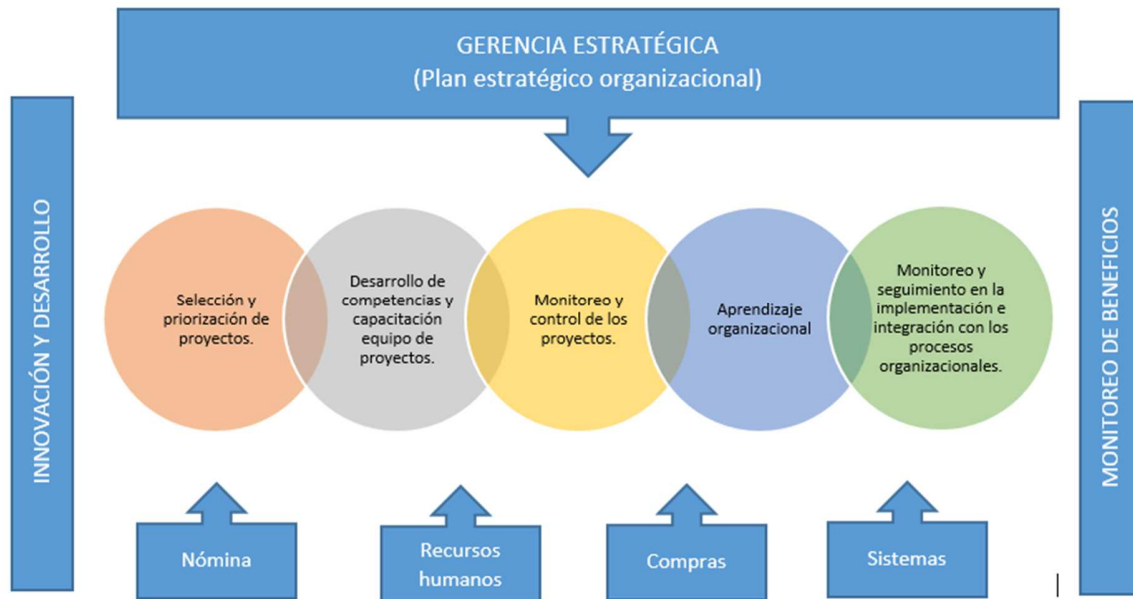 GERENCIA ESTRATÉGICA
(Plan estratégico organizacional)
INNOVACIÓN Y DESARROLLO
Selección y
priorización de
proyectos.
Desarrollo de
competencias y
capacitación
equipo de
proyectos.
Monitoreo y
control de los
proyectos.
Aprendizaje
organizacional
Monitoreo y
seguimiento en la
implementación e
integración con los
procesos
organizacionales.
MONITOREO DE BENEFICIOS
Nómina
Recursos
humanos
Compras
Sistemas